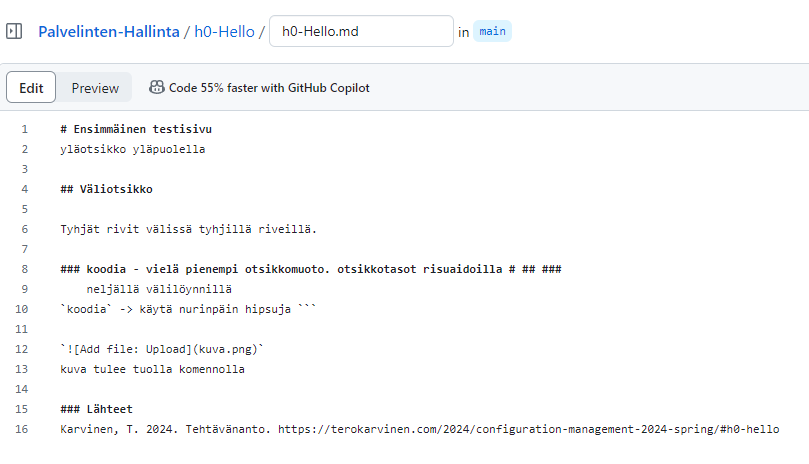 Palvelinten-Hallinta / h0-Hello / h0-Hello.md in main
Edit Preview Code 55% faster with GitHub Copilot
1 # Ensimmäinen testisivu
2 yläotsikko yläpuolella
3
4 ## Väliotsikko
5
6 Tyhjät rivit välissä tyhjillä riveillä.
7
8 ### koodia - vielä pienempi otsikkomuoto. otsikkotasot risuaidoilla # ## ###
9     neljällä välilöynnillä
10 `koodia` -> käytä nurinpäin hipsuja ```
11
12 `![Add file: Upload](kuva.png)`
13 kuva tulee tuolla komennolla
14
15 ### Lähteet
16 Karvinen, T. 2024. Tehtävänanto. https://terokarvinen.com/2024/configuration-management-2024-spring/#h0-hello